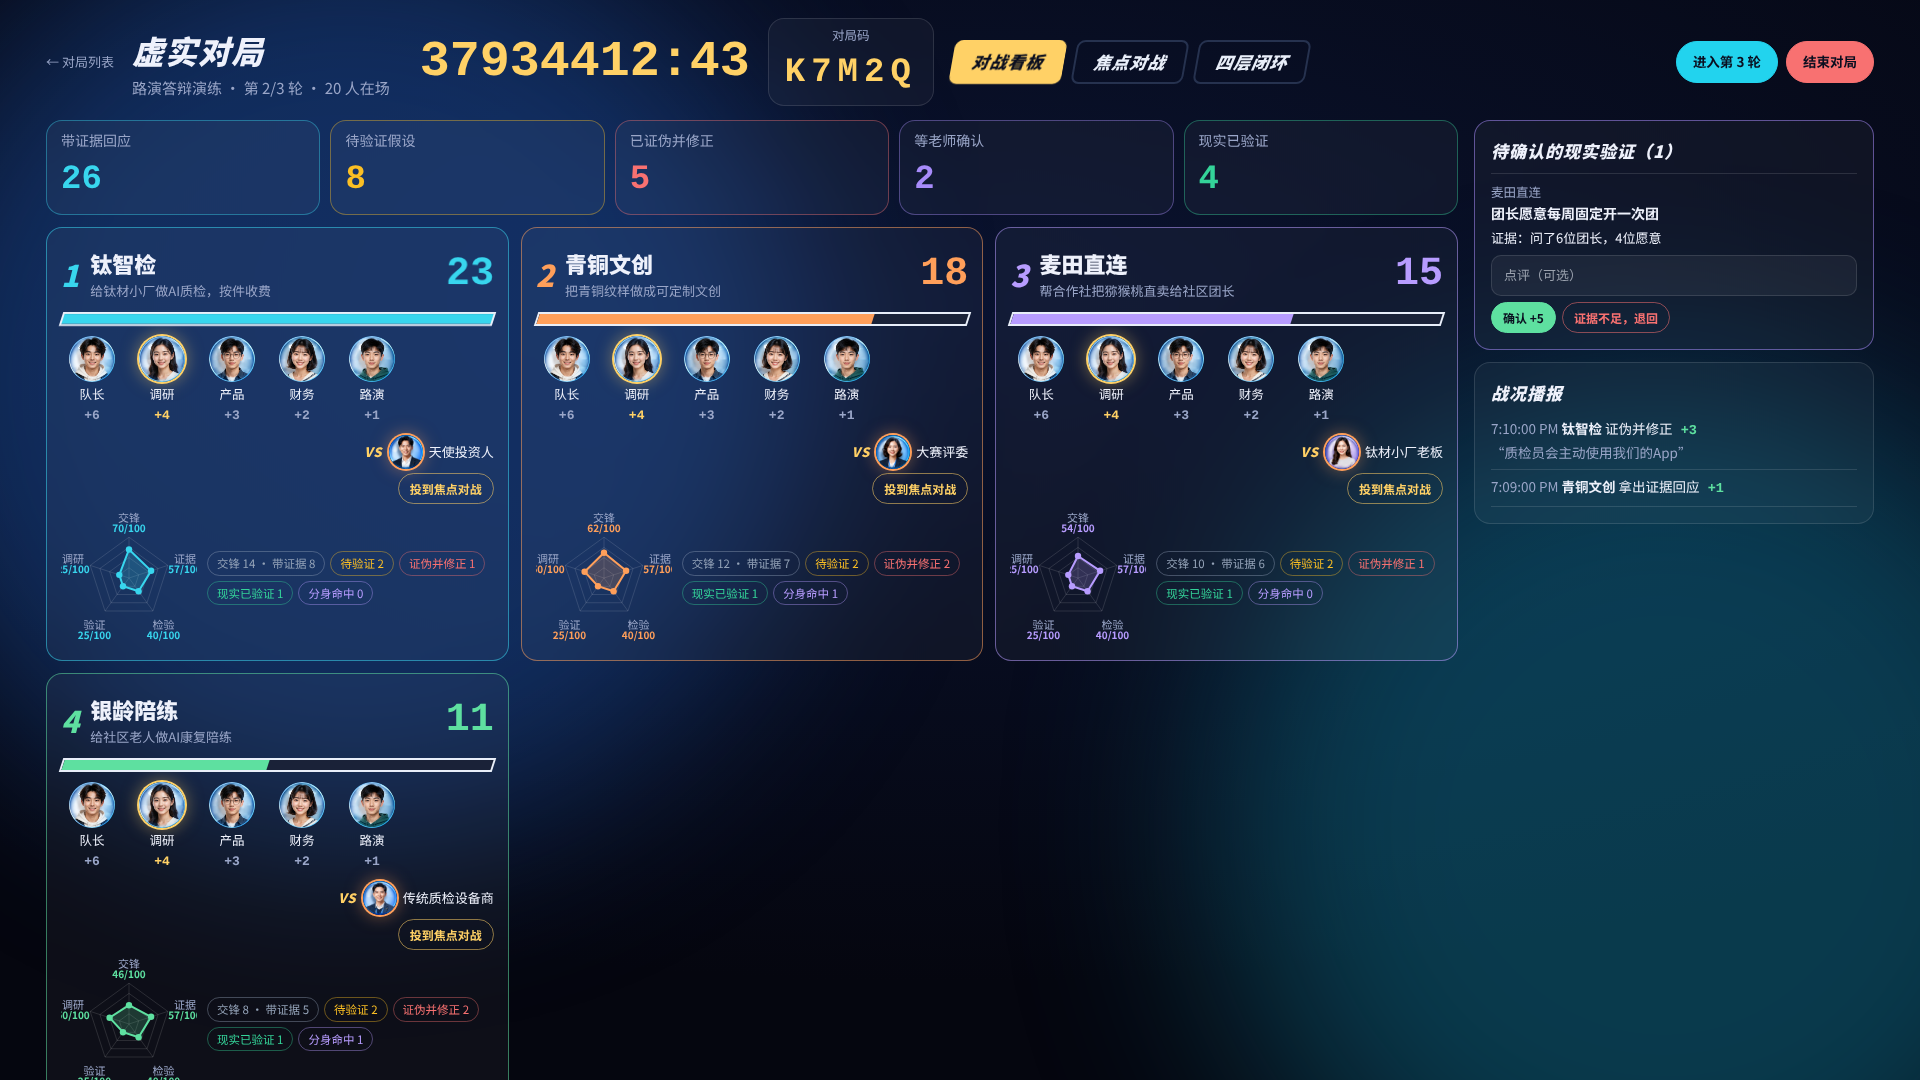 ← 对局列表
虚实对局
路演答辩演练 · 第 2/3 轮 · 20 人在场
37934412:43
对局码
K7M2Q
对战看板
焦点对战
四层闭环
进入第 3 轮
结束对局
带证据回应
26
待验证假设
8
已证伪并修正
5
等老师确认
2
现实已验证
4
1 钛智检 23
给钛材小厂做AI质检，按件收费
队长 调研 产品 财务 路演
+6 +4 +3 +2 +1
VS 天使投资人
投到焦点对战
交锋
70/100
调研 证据
5/100 57/10
验证 检验
25/100 40/100
交锋 14 · 带证据 8
待验证 2
证伪并修正 1
现实已验证 1
分身命中 0
2 青铜文创 18
把青铜纹样做成可定制文创
队长 调研 产品 财务 路演
+6 +4 +3 +2 +1
VS 大赛评委
投到焦点对战
交锋
62/100
调研 证据
0/100 57/10
验证 检验
25/100 40/100
交锋 12 · 带证据 7
待验证 2
证伪并修正 2
现实已验证 1
分身命中 1
3 麦田直连 15
帮合作社把猕猴桃直卖给社区团长
队长 调研 产品 财务 路演
+6 +4 +3 +2 +1
VS 钛材小厂老板
投到焦点对战
交锋
54/100
调研 证据
5/100 57/10
验证 检验
25/100 40/100
交锋 10 · 带证据 6
待验证 2
证伪并修正 1
现实已验证 1
分身命中 0
4 银龄陪练 11
给社区老人做AI康复陪练
队长 调研 产品 财务 路演
+6 +4 +3 +2 +1
VS 传统质检设备商
投到焦点对战
交锋
46/100
调研 证据
0/100 57/10
验证 检验
交锋 8 · 带证据 5
待验证 2
证伪并修正 2
现实已验证 1
分身命中 1
待确认的现实验证（1）
麦田直连
团长愿意每周固定开一次团
证据：问了6位团长，4位愿意
点评（可选）
确认 +5
证据不足，退回
战况播报
7:10:00 PM 钛智检 证伪并修正 +3
“质检员会主动使用我们的App”
7:09:00 PM 青铜文创 拿出证据回应 +1